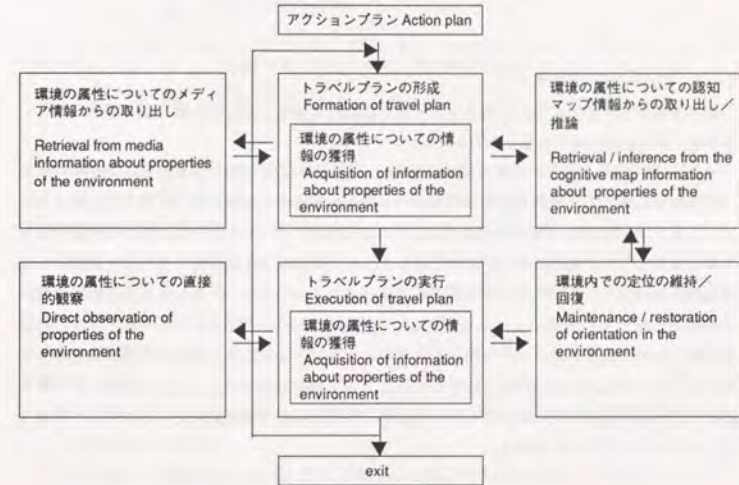 アクションプラン Action plan
環境の属性についてのメディ
ア情報からの取り出し
Retrieval from media
information about properties
of the environment
トラベルプランの形成
Formation of travel plan
環境の属性についての情
報の獲得
Acquisition of information
about properties of the
environment
環境の属性についての認知
マップ情報からの取り出し／
推論
Retrieval / inference from the
cognitive map information
about properties of the
environment
環境の属性についての直接
的観察
Direct observation of
properties of the
environment
トラベルプランの実行
Execution of travel plan
環境の属性についての情
報の獲得
Acquisition of information
about properties of the
environment
環境内での定位の維持／
回復
Maintenance / restoration
of orientation in the
environment
exit